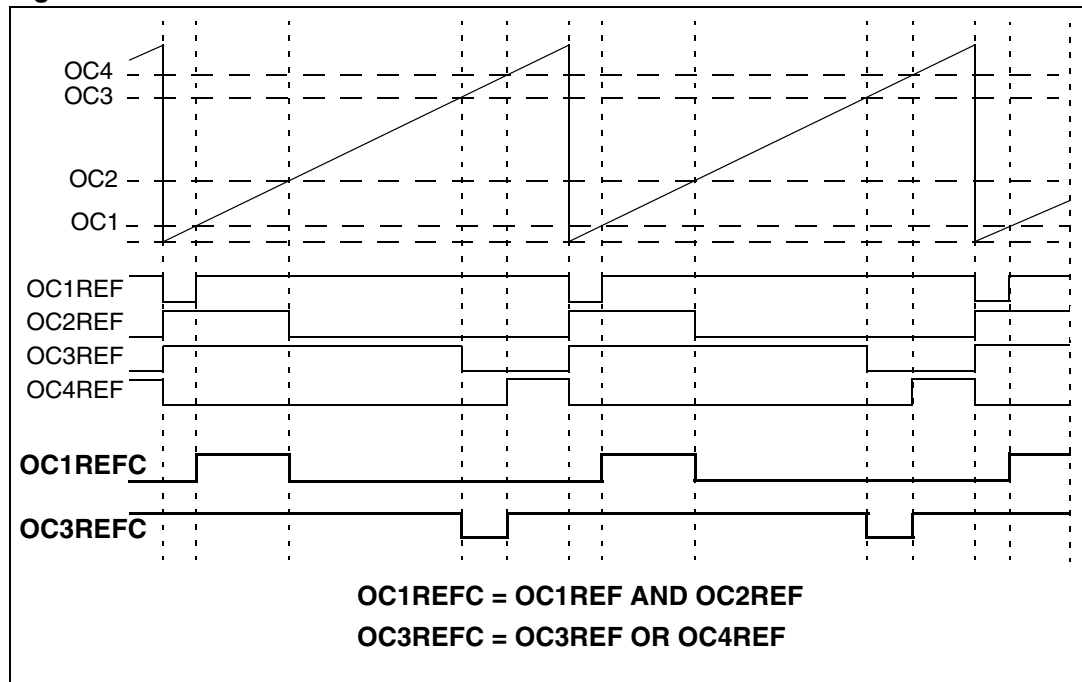 OC4
OC3
OC2
OC1
OC1REF
OC2REF
OC3REF
OC4REF
OC1REFC
OC3REFC
OC1REFC = OC1REF AND OC2REF
OC3REFC = OC3REF OR OC4REF